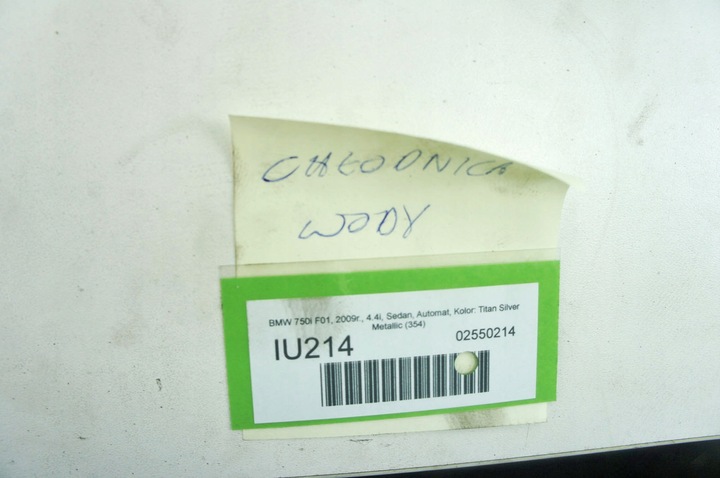 CHŁODNICA
WODY
BMW 750i F01, 2009r., 4.4i, Sedan, Automat, Kolor: Titan Silver
Metallic (354)
IU214
02550214